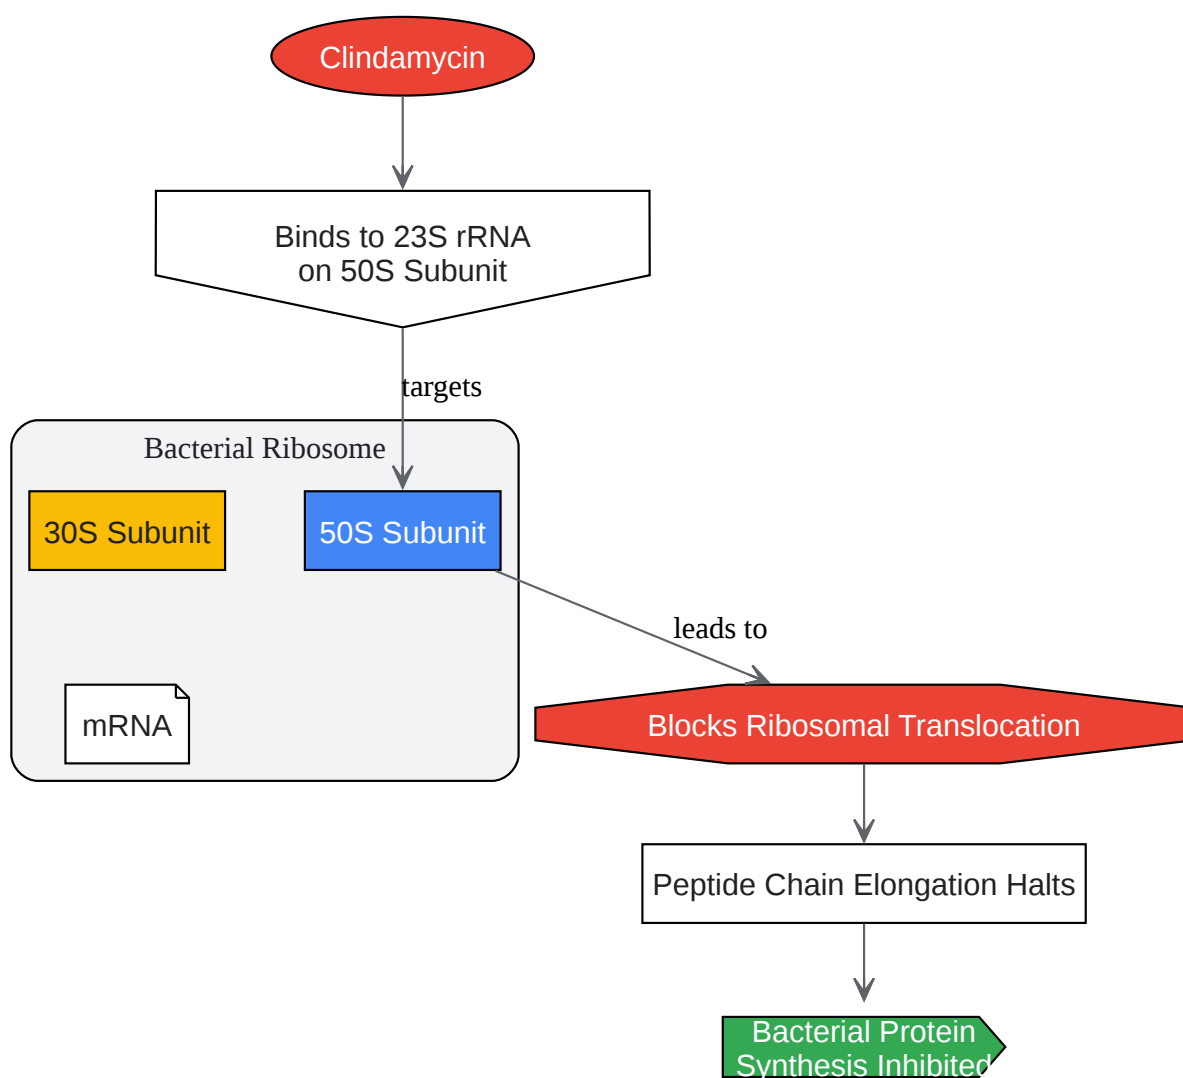 Clindamycin
Binds to 23S rRNA
on 50S Subunit
targets
Bacterial Ribosome
30S Subunit
50S Subunit
leads to
mRNA
Blocks Ribosomal Translocation
Peptide Chain Elongation Halts
Bacterial Protein
Synthesis Inhibited